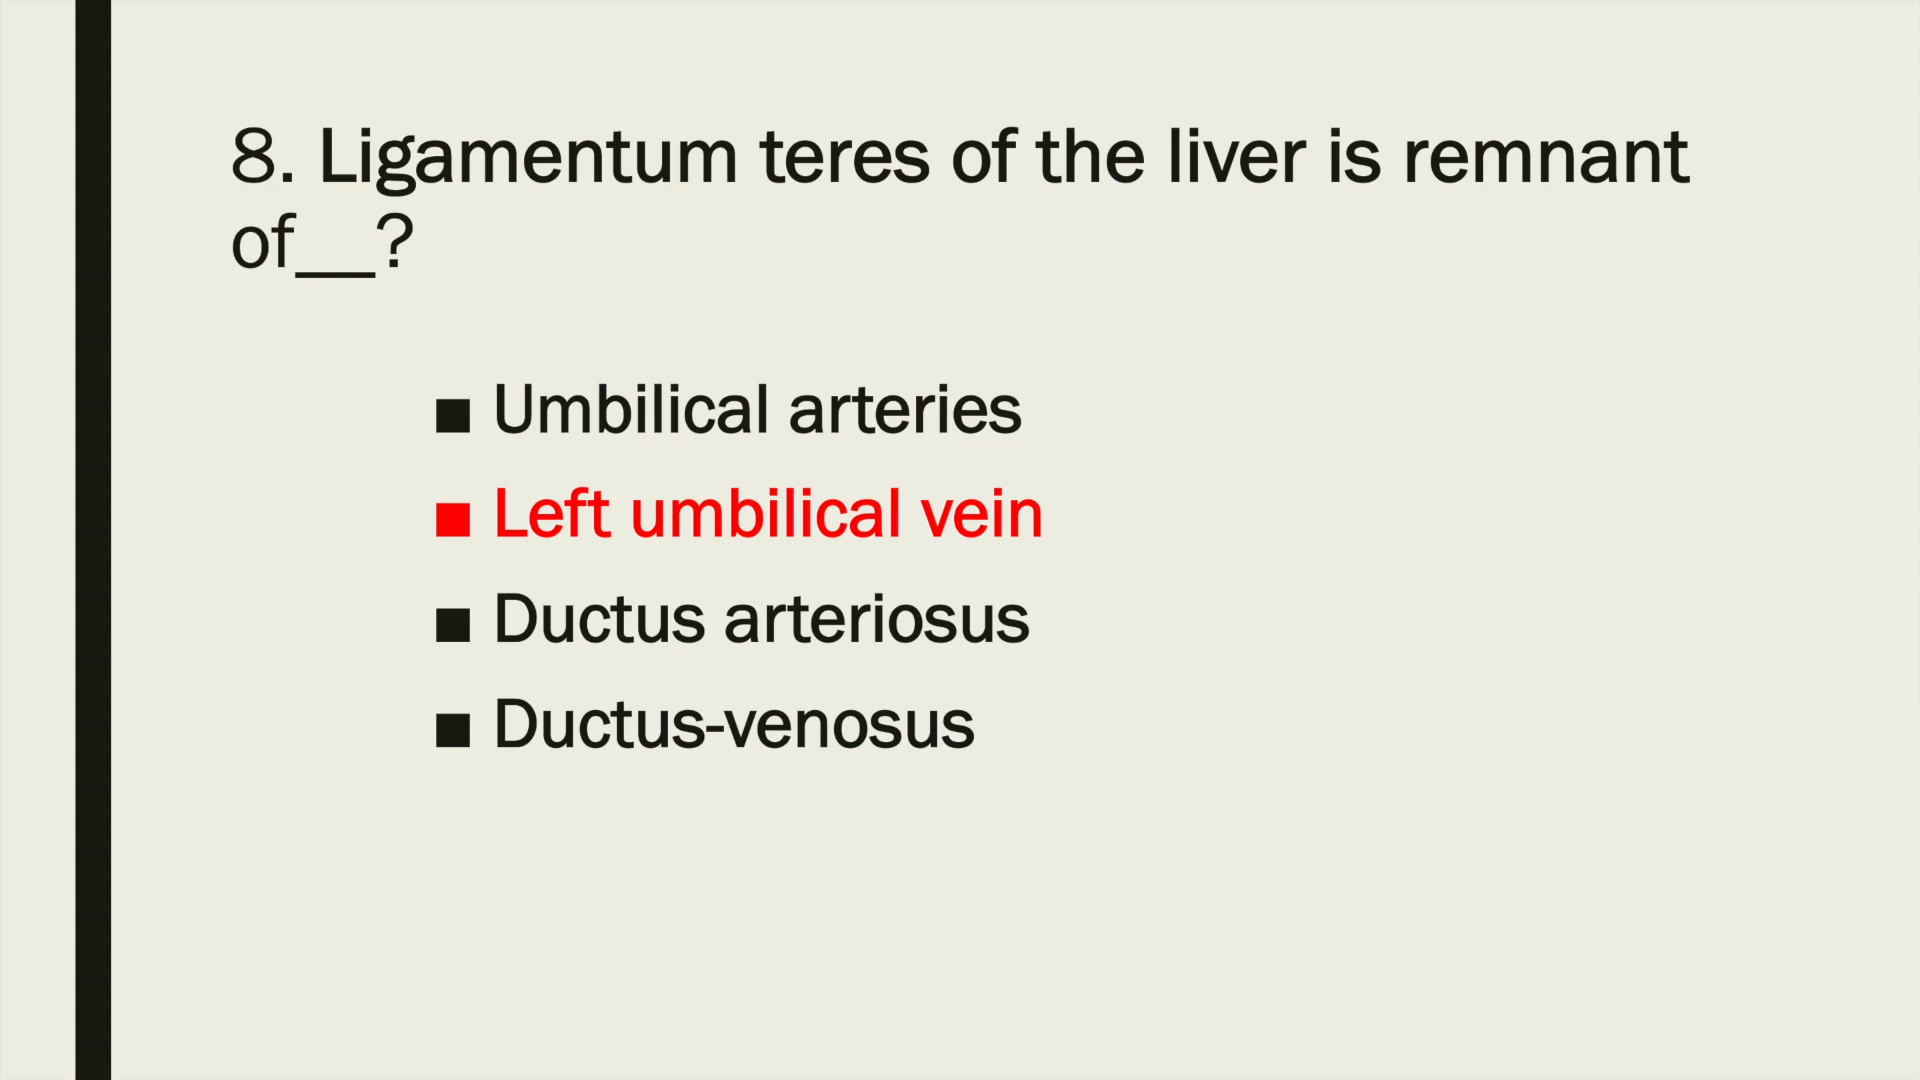 8. Ligamentum teres of the liver is remnant
of__?
■ Umbilical arteries
■ Left umbilical vein
■ Ductus arteriosus
■ Ductus-venosus